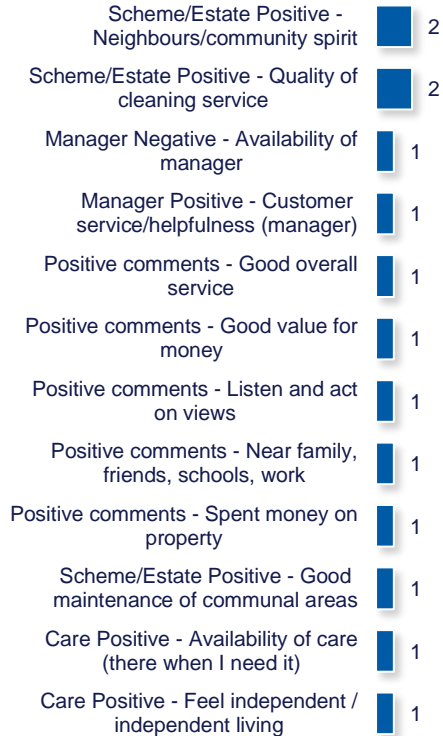 Scheme/Estate Positive -
Neighbours/community spirit
2
Scheme/Estate Positive - Quality of
cleaning service
2
Manager Negative - Availability of
manager
1
Manager Positive - Customer
service/helpfulness (manager)
1
Positive comments - Good overall
service
1
Positive comments - Good value for
money
1
Positive comments - Listen and act
on views
1
Positive comments - Near family,
friends, schools, work
1
Positive comments - Spent money on
property
1
Scheme/Estate Positive - Good
maintenance of communal areas
1
Care Positive - Availability of care
(there when I need it)
1
Care Positive - Feel independent /
independent living
1